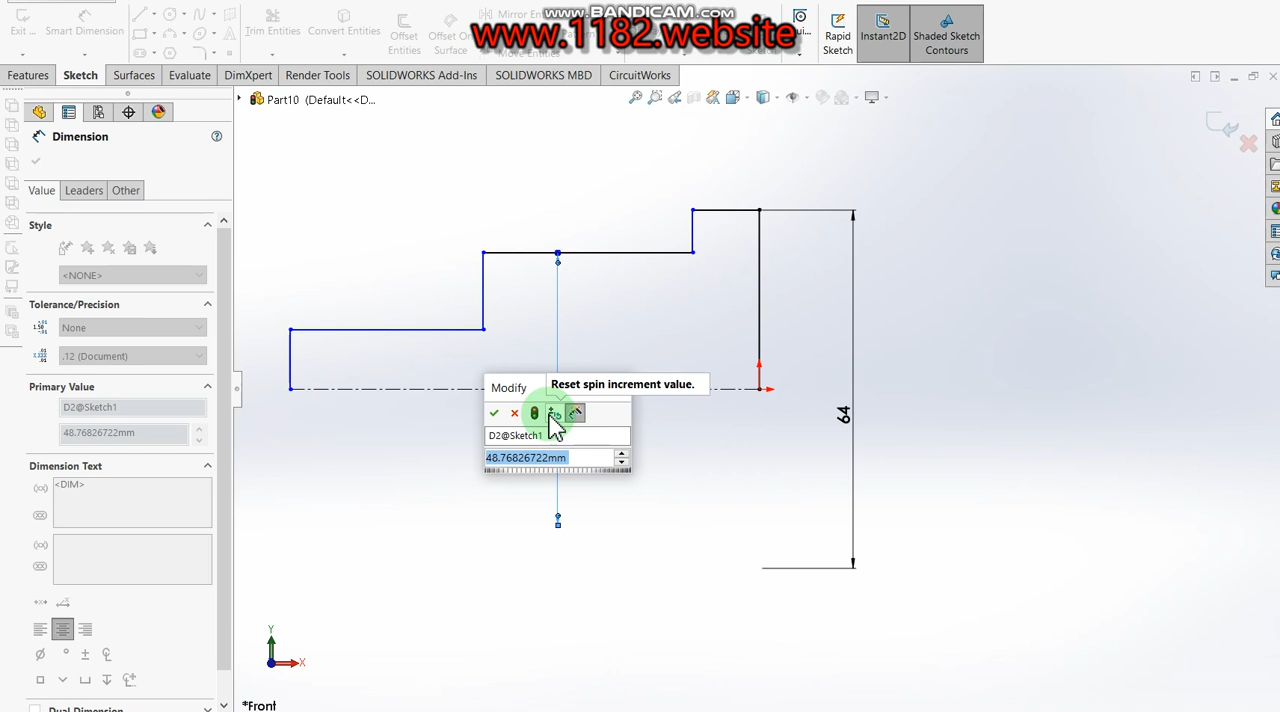 www.BANDICAM.com
www.1182.website
Exit ...
Smart Dimension
Trim Entities
Convert Entities
Offset
Entities
Offset On
Surface
Mirror Entities
Move Entities
Rapid
Sketch
Instant2D
Shaded Sketch
Contours
Features
Sketch
Surfaces
Evaluate
DimXpert
Render Tools
SOLIDWORKS Add-Ins
SOLIDWORKS MBD
CircuitWorks
Part10 (Default<<D...
Dimension
Value
Leaders
Other
Style
<NONE>
Tolerance/Precision
None
.12 (Document)
Primary Value
D2@Sketch1
48.76826722mm
Dimension Text
<DIM>
Dual Dimension
Modify
Reset spin increment value.
D2@Sketch1
48.76826722mm
64
Y
X
*Front